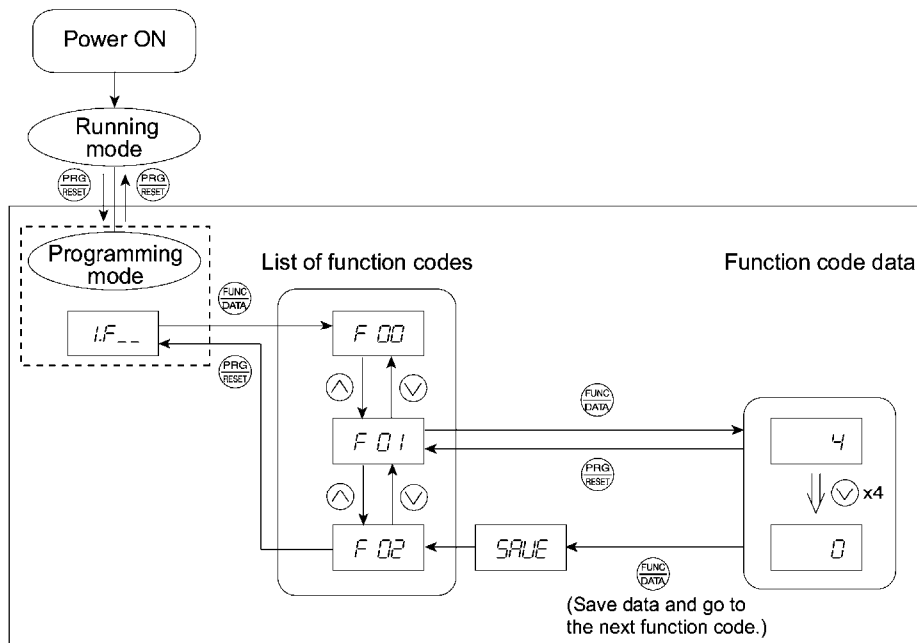 Power ON
Running
mode
PRG
RESET
PRG
RESET
Programming
mode
List of function codes
Function code data
FUNC
DATA
1.F__
F 00
PRG
RESET
FUNC
DATA
F 01
4
PRG
RESET
x4
F 02
SAVE
0
FUNC
DATA
(Save data and go to
the next function code.)